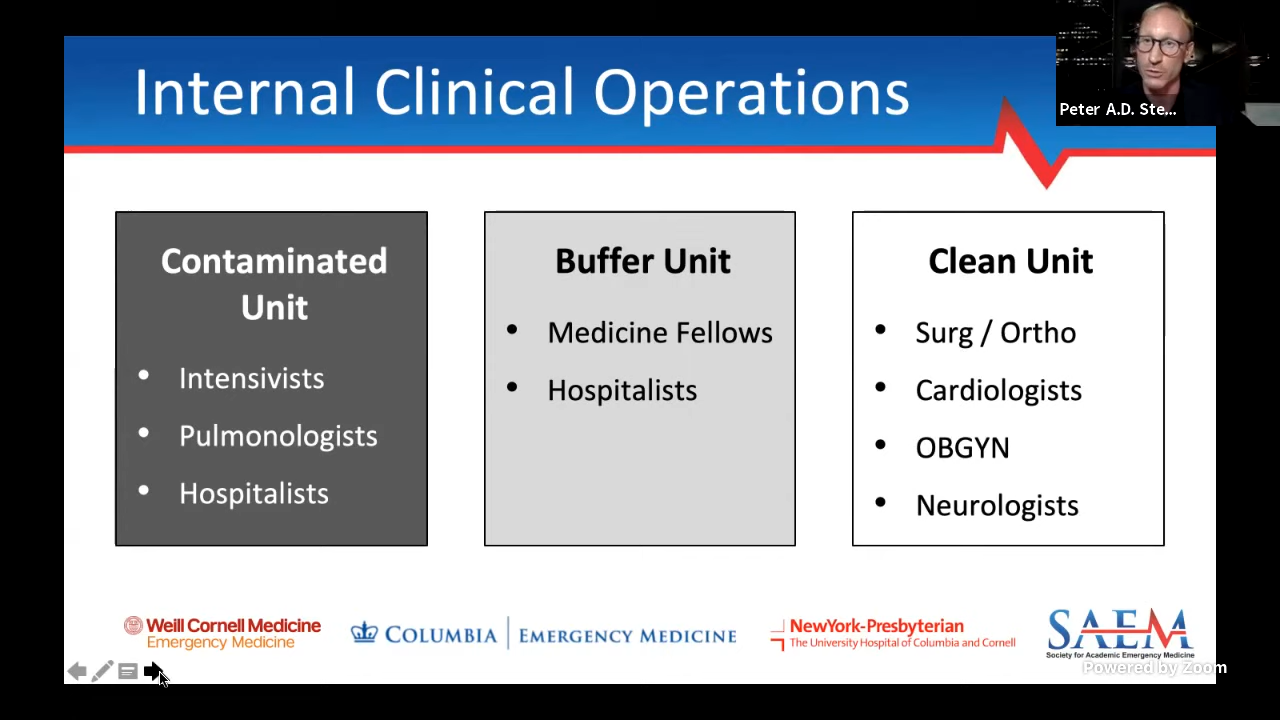 Internal Clinical Operations
Peter A.D. Ste...
Contaminated
Unit
• Intensivists
• Pulmonologists
• Hospitalists
Buffer Unit
• Medicine Fellows
• Hospitalists
Clean Unit
• Surg / Ortho
• Cardiologists
• OBGYN
• Neurologists
Weill Cornell Medicine
Emergency Medicine
COLUMBIA
EMERGENCY MEDICINE
NewYork-Presbyterian
The University Hospital of Columbia and Cornell
SAEM
Society for Academic Emergency Medicine
Powered by Zoom